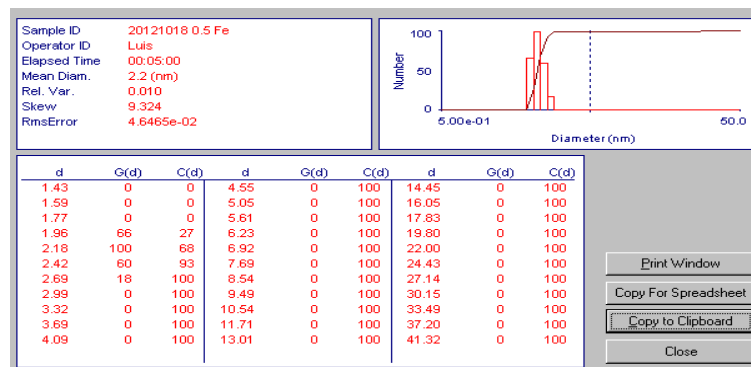 Sample ID 20121018 0.5 Fe
Operator ID Luis
Elapsed Time 00:05:00
Mean Diam. 2.2 (nm)
Rel. Var. 0.010
Skew 9.324
RmsError 4.6465e-02
100
50
0
Number
5.00e-01 50.0
Diameter (nm)
d G(d) C(d) d G(d) C(d) d G(d) C(d)
1.43 0 0 4.55 0 100 14.45 0 100
1.59 0 0 5.05 0 100 16.05 0 100
1.77 0 0 5.61 0 100 17.83 0 100
1.96 66 27 6.23 0 100 19.80 0 100
2.18 100 68 6.92 0 100 22.00 0 100
2.42 60 93 7.69 0 100 24.43 0 100
2.69 18 100 8.54 0 100 27.14 0 100
2.99 0 100 9.49 0 100 30.15 0 100
3.32 0 100 10.54 0 100 33.49 0 100
3.69 0 100 11.71 0 100 37.20 0 100
4.09 0 100 13.01 0 100 41.32 0 100
Print Window
Copy For Spreadsheet
Copy to Clipboard
Close